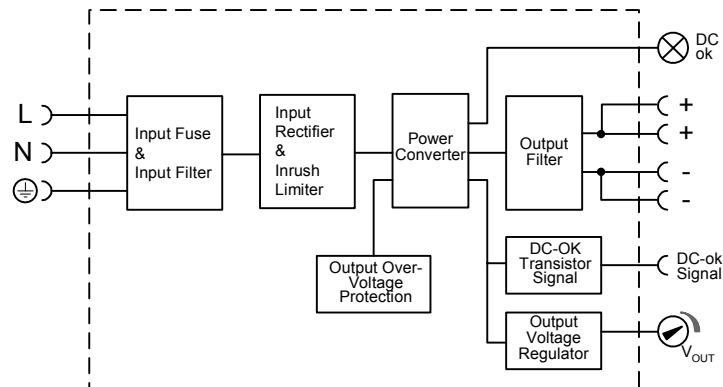 DC
ok
L
N
Input Fuse
&
Input Filter
Input
Rectifier
&
Inrush
Limiter
Power
Converter
Output
Filter
+
+
-
-
Output Over-
Voltage
Protection
DC-OK
Transistor
Signal
DC-ok
Signal
Output
Voltage
Regulator
VOUT